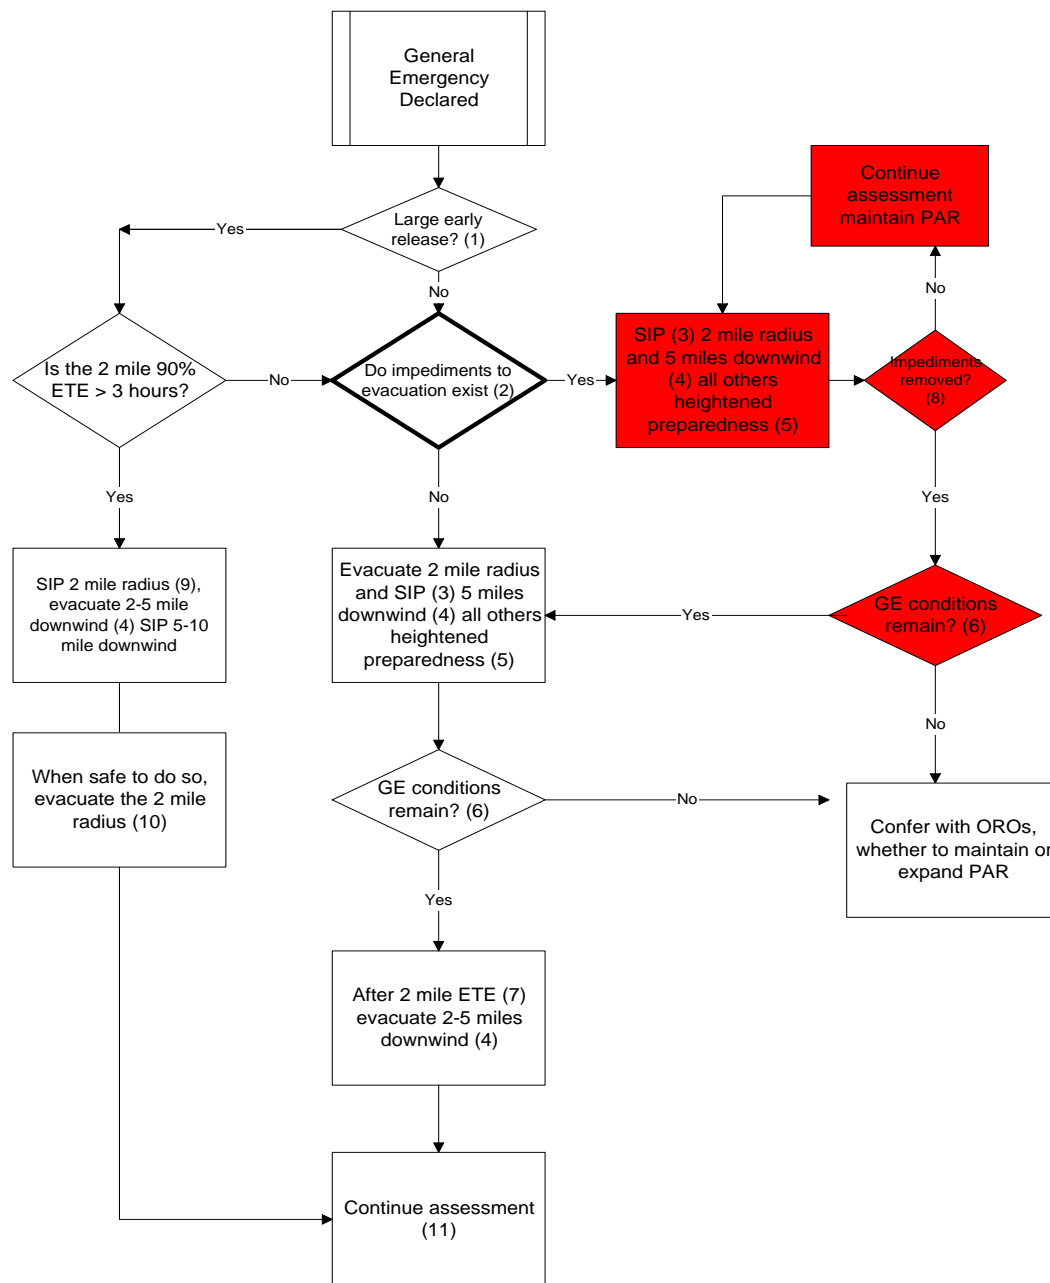 General
Emergency
Declared
Large early
release? (1)
Yes
No
Continue
assessment
maintain PAR
No
Is the 2 mile 90%
ETE > 3 hours?
No
Do impediments to
evacuation exist (2)
Yes
SIP (3) 2 mile radius
and 5 miles downwind
(4) all others
heightened
preparedness (5)
Impediments
removed?
(8)
Yes
No
Yes
SIP 2 mile radius (9),
evacuate 2-5 mile
downwind (4) SIP 5-10
mile downwind
Evacuate 2 mile radius
and SIP (3) 5 miles
downwind (4) all others
heightened
preparedness (5)
Yes
GE conditions
remain? (6)
No
When safe to do so,
evacuate the 2 mile
radius (10)
GE conditions
remain? (6)
No
Confer with OROs,
whether to maintain or
expand PAR
Yes
After 2 mile ETE (7)
evacuate 2-5 miles
downwind (4)
Continue assessment
(11)